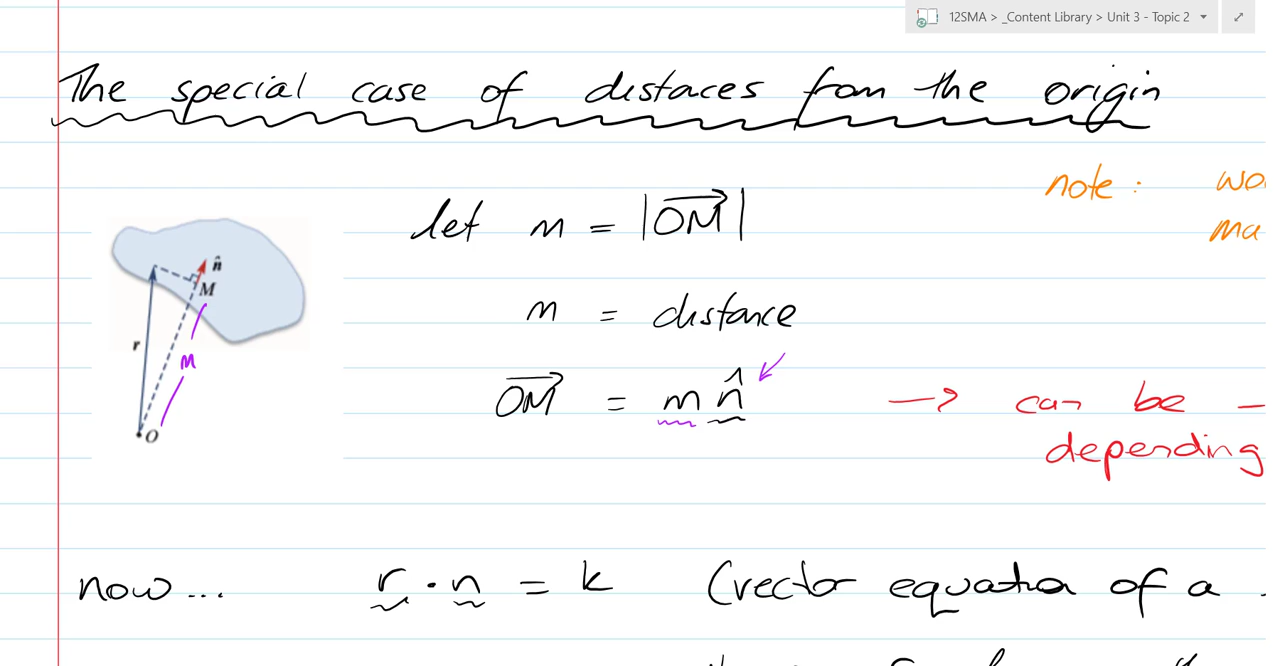 12SMA > _Content Library > Unit 3 - Topic 2
The special case of distaces from the origin
note :
let m = |OM|
ma
n̂
M
m = distance
r
m
OM = m n̂ → can be -
depending
O
now... r · n = k (vector equation of a